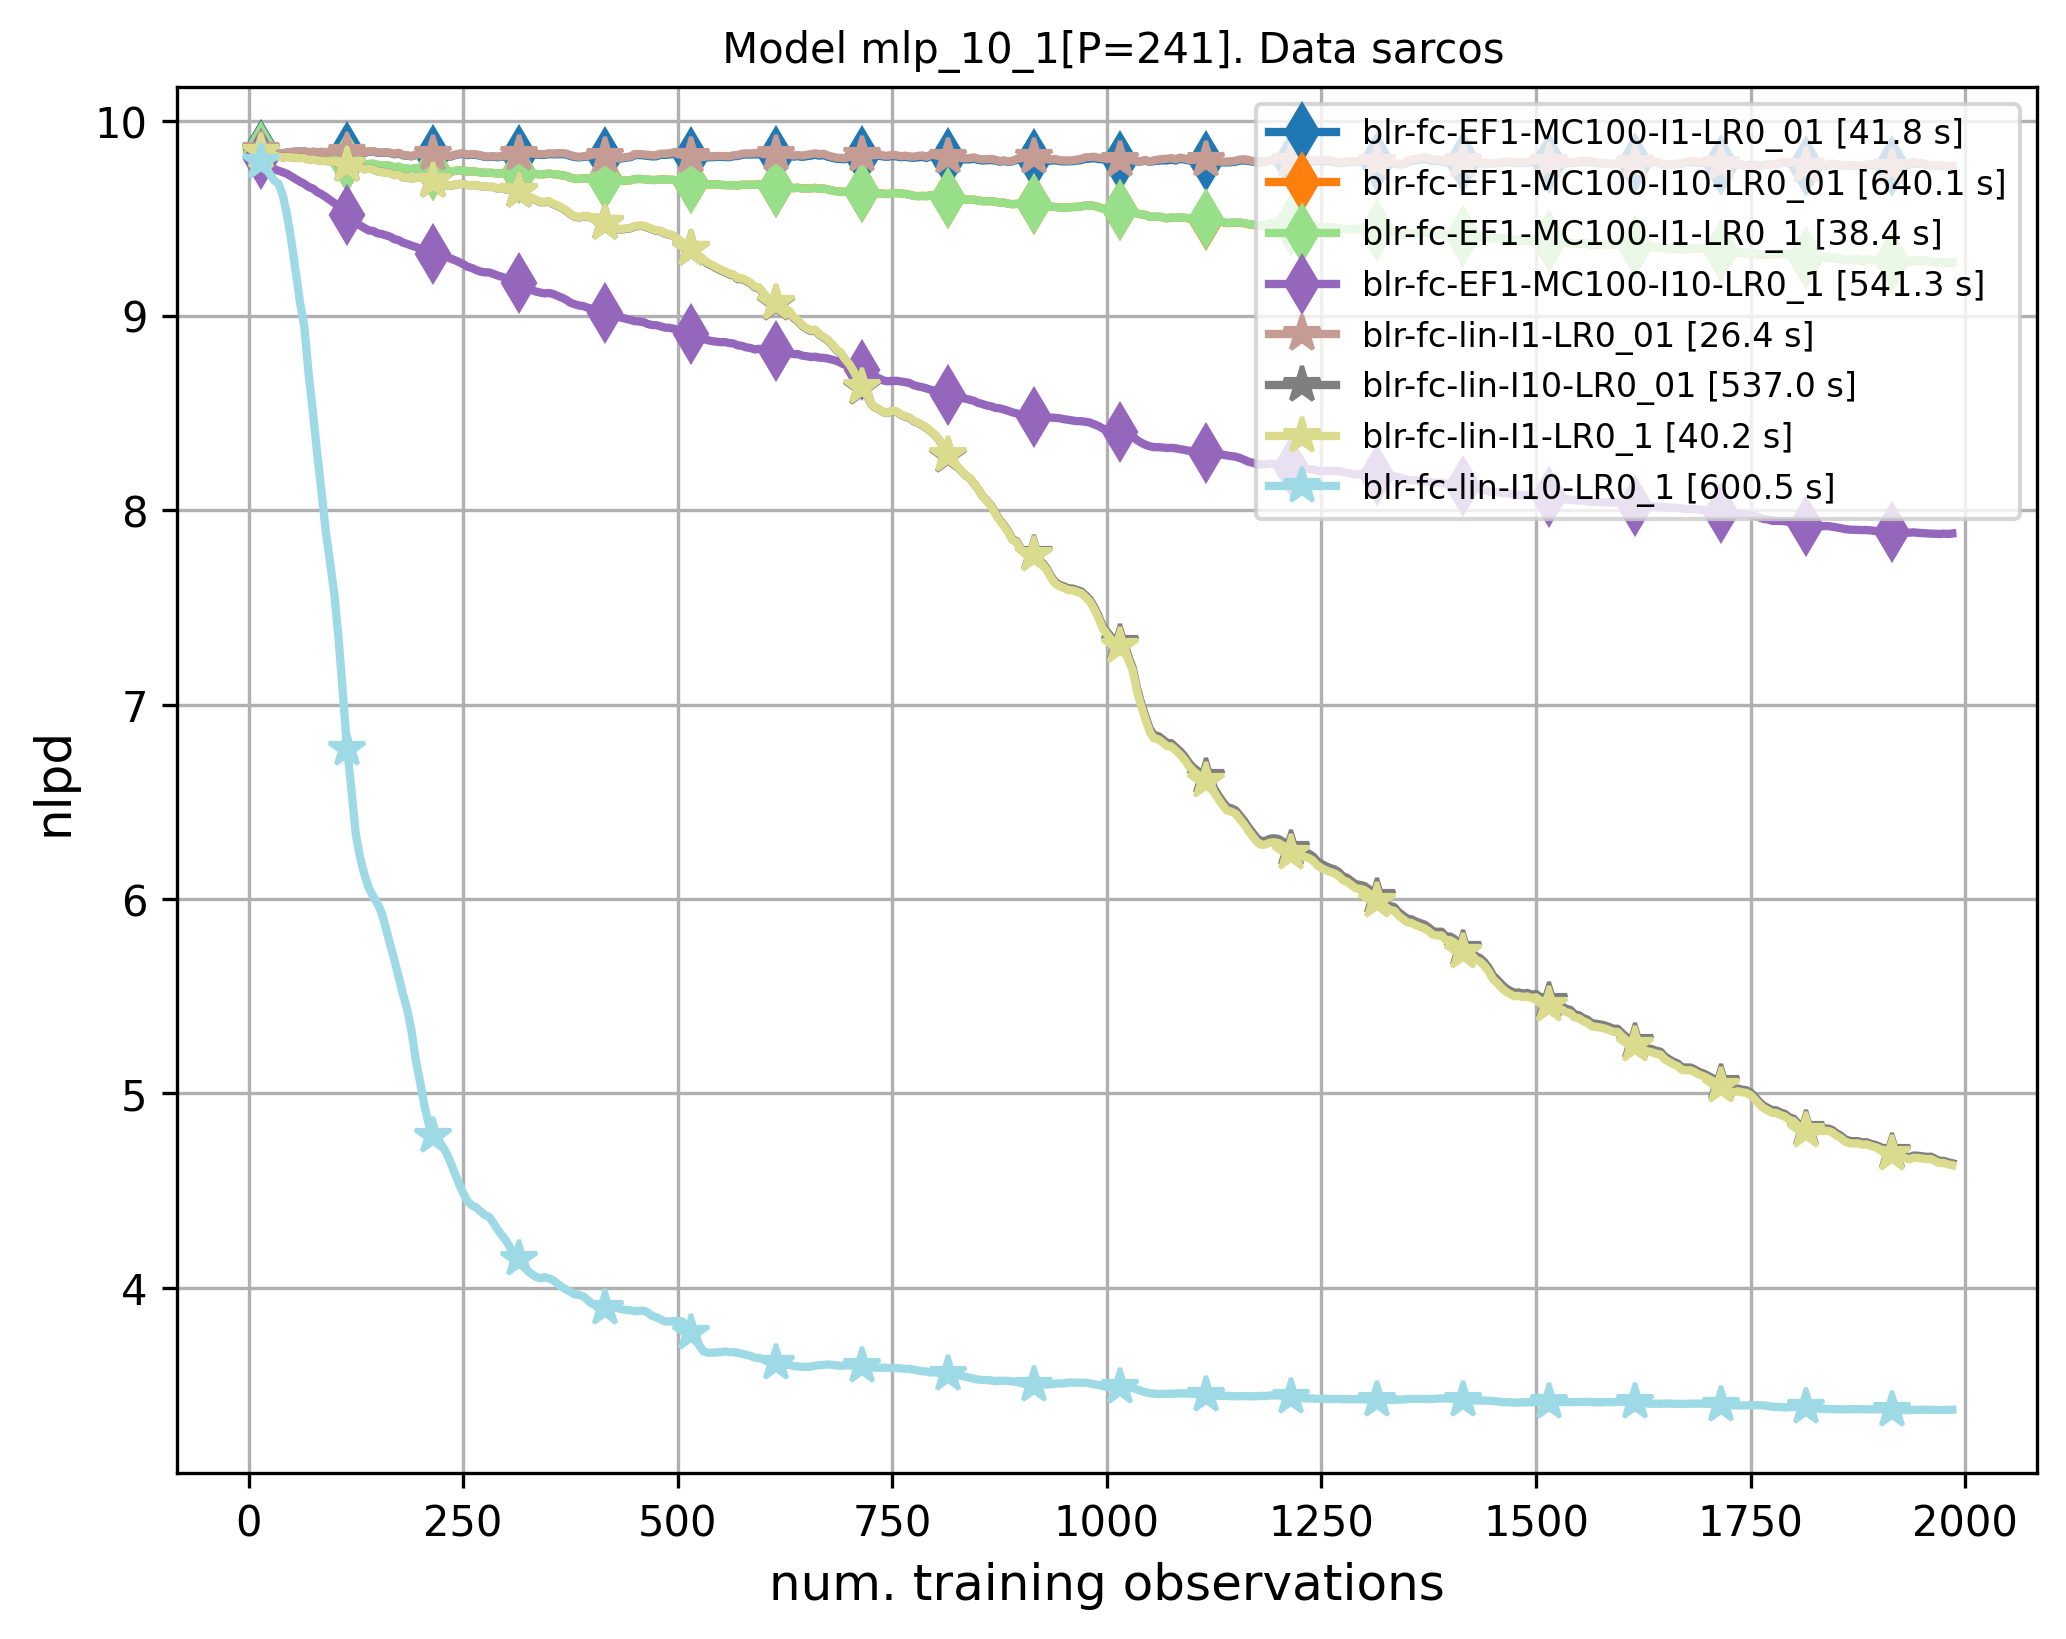 Model mlp_10_1[P=241]. Data sarcos
10
9
8
7
6
5
4
nlpd
blr-fc-EF1-MC100-I1-LR0_01 [41.8 s]
blr-fc-EF1-MC100-I10-LR0_01 [640.1 s]
blr-fc-EF1-MC100-I1-LR0_1 [38.4 s]
blr-fc-EF1-MC100-I10-LR0_1 [541.3 s]
blr-fc-lin-I1-LR0_01 [26.4 s]
blr-fc-lin-I10-LR0_01 [537.0 s]
blr-fc-lin-I1-LR0_1 [40.2 s]
blr-fc-lin-I10-LR0_1 [600.5 s]
0 250 500 750 1000 1250 1500 1750 2000
num. training observations